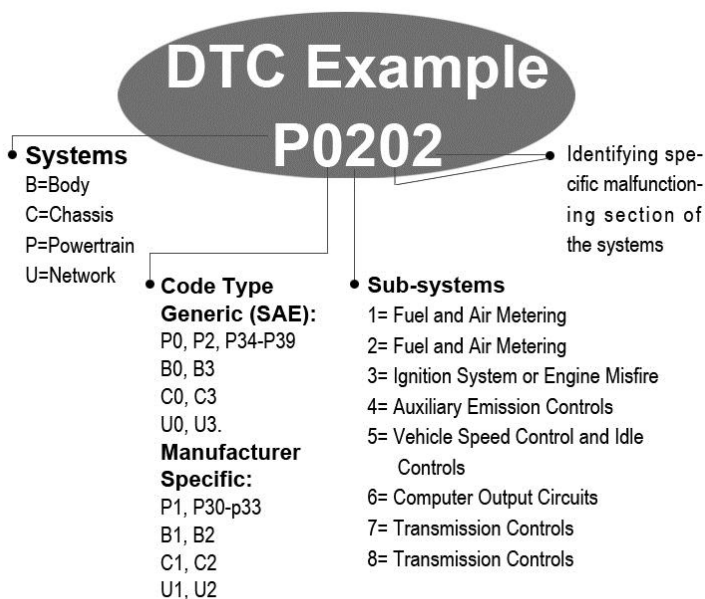 DTC Example
P0202
Systems
B=Body
C=Chassis
P=Powertrain
U=Network
Identifying spe-
cific malfunction-
ing section of
the systems
Code Type
Generic (SAE):
P0, P2, P34-P39
B0, B3
C0, C3
U0, U3.
Manufacturer
Specific:
P1, P30-p33
B1, B2
C1, C2
U1, U2
Sub-systems
1= Fuel and Air Metering
2= Fuel and Air Metering
3= Ignition System or Engine Misfire
4= Auxiliary Emission Controls
5= Vehicle Speed Control and Idle
Controls
6= Computer Output Circuits
7= Transmission Controls
8= Transmission Controls